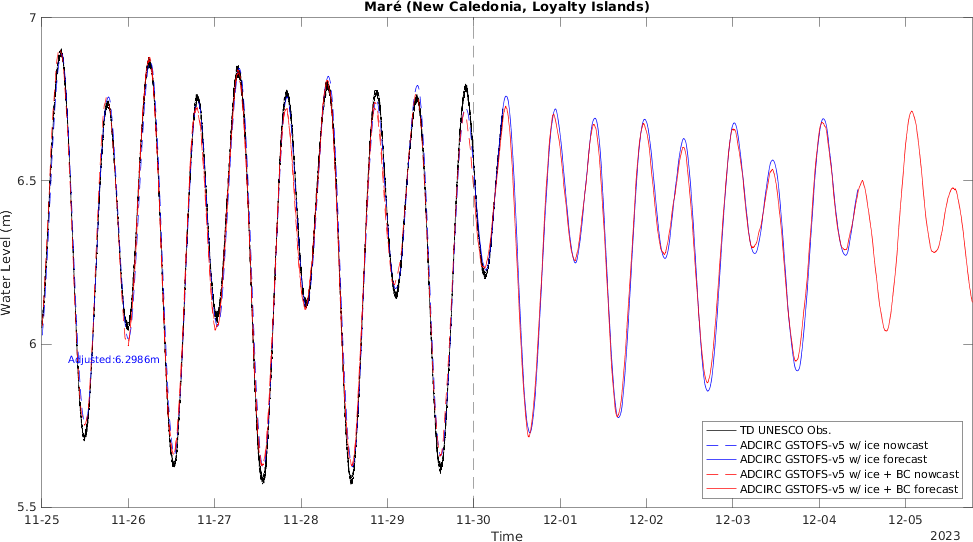 Maré (New Caledonia, Loyalty Islands)
7
6.5
6
5.5
Water Level (m)
Adjusted:6.2986m
TD UNESCO Obs.
ADCIRC GSTOFS-v5 w/ ice nowcast
ADCIRC GSTOFS-v5 w/ ice forecast
ADCIRC GSTOFS-v5 w/ ice + BC nowcast
ADCIRC GSTOFS-v5 w/ ice + BC forecast
11-25 11-26 11-27 11-28 11-29 11-30 12-01 12-02 12-03 12-04 12-05
Time
2023